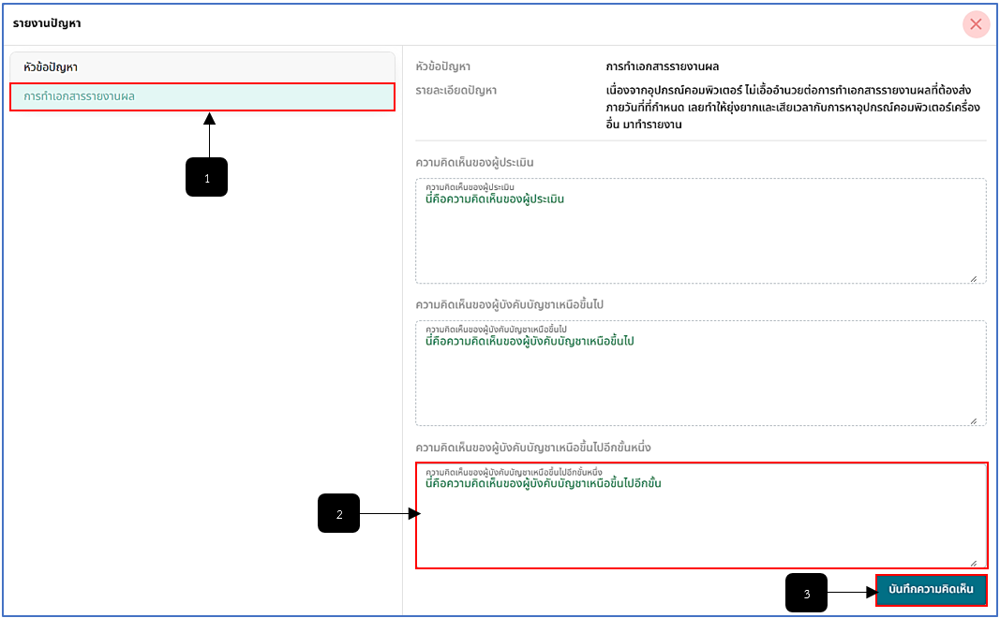 รายงานปัญหา
หัวข้อปัญหา
การทำเอกสารรายงานผล
1
หัวข้อปัญหา การทำเอกสารรายงานผล
รายละเอียดปัญหา เนื่องจากอุปกรณ์คอมพิวเตอร์ ไม่เอื้ออำนวยต่อการทำเอกสารรายงานผลที่ต้องส่ง
ภายวันที่ที่กำหนด เลยทำให้ยุ่งยากและเสียเวลากับการหาอุปกรณ์คอมพิวเตอร์เครื่อง
อื่น มาทำรายงาน
ความคิดเห็นของผู้ประเมิน
ความคิดเห็นของผู้ประเมิน
นี่คือความคิดเห็นของผู้ประเมิน
ความคิดเห็นของผู้บังคับบัญชาเหนือขึ้นไป
ความคิดเห็นของผู้บังคับบัญชาเหนือขึ้นไป
นี่คือความคิดเห็นของผู้บังคับบัญชาเหนือขึ้นไป
ความคิดเห็นของผู้บังคับบัญชาเหนือขึ้นไปอีกขั้นหนึ่ง
ความคิดเห็นของผู้บังคับบัญชาเหนือขึ้นไปอีกขั้นหนึ่ง
นี่คือความคิดเห็นของผู้บังคับบัญชาเหนือขึ้นไปอีกขั้น
2
3
บันทึกความคิดเห็น